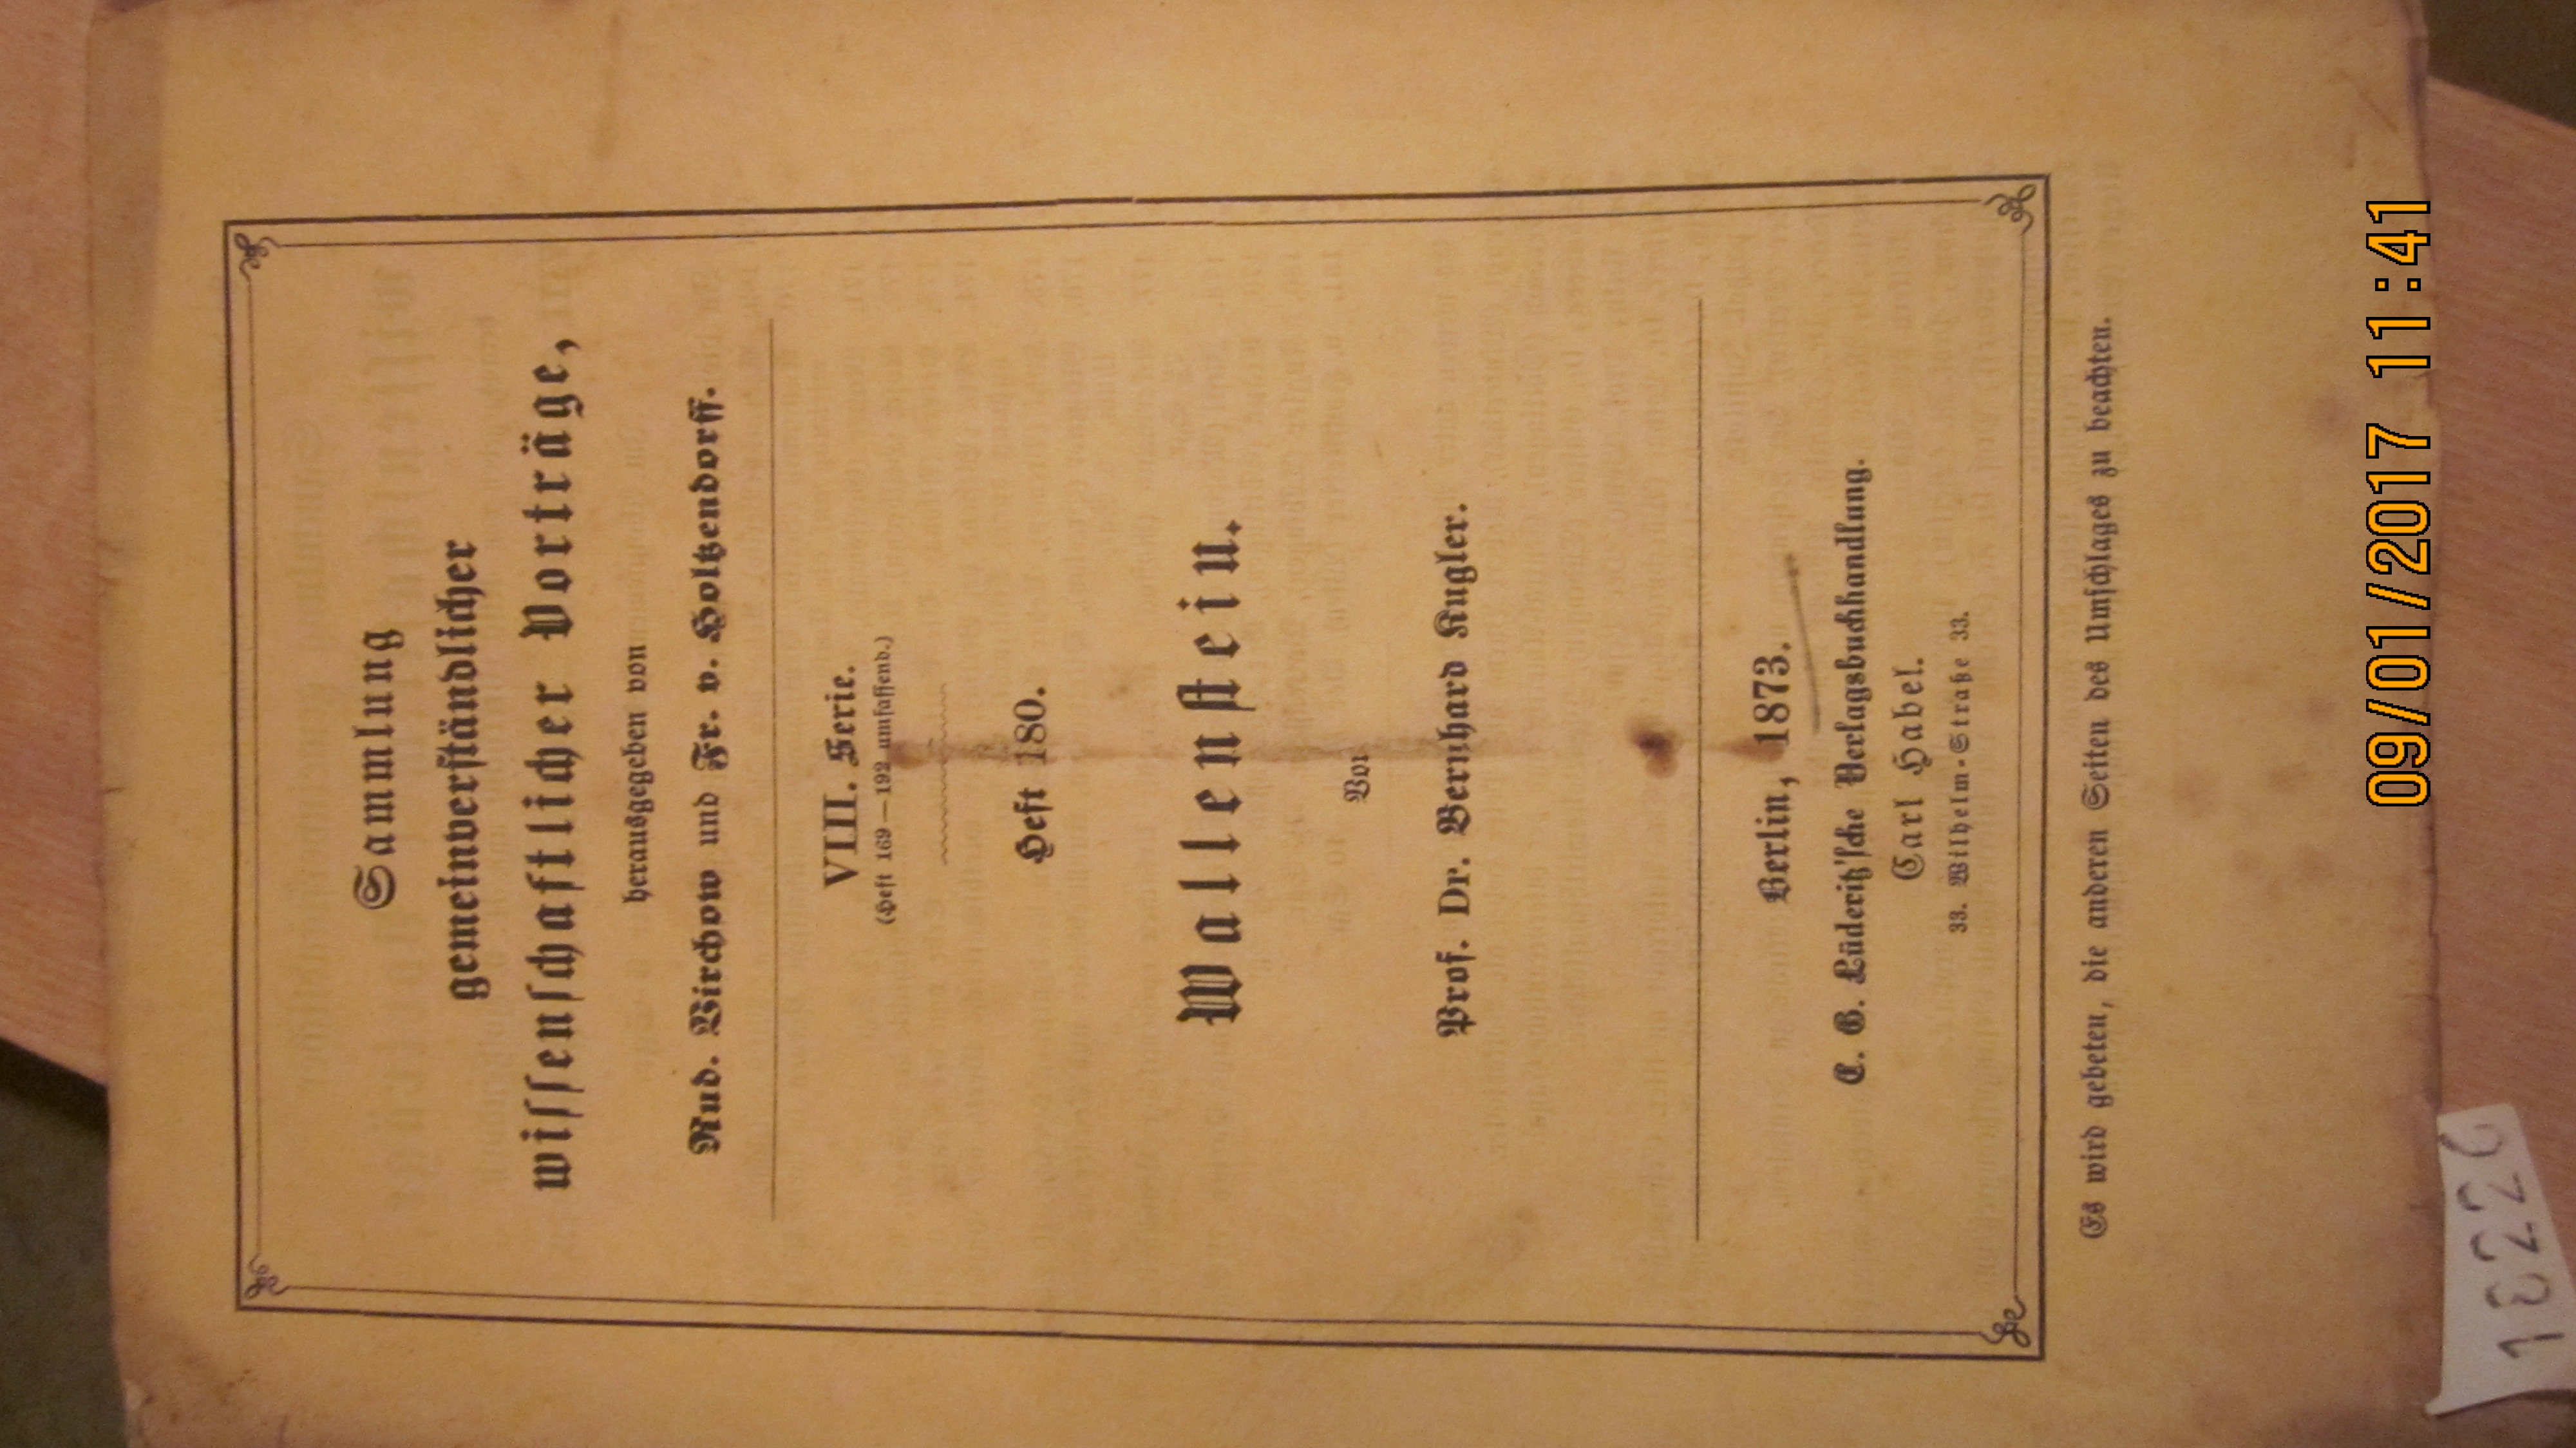 Sammlung
gemeinverständlicher
wissenschaftlicher Vorträge,
herausgegeben von
Rud. Virchow und Fr. v. Holtzendorff.
VIII. Serie.
(Heft 169—192 umfassend.)
Heft 180.
Wallenstein.
Von
Prof. Dr. Bernhard Kugler.
Berlin, 1873.
C. G. Lüderitz'sche Verlagsbuchhandlung.
Carl Habel.
33. Wilhelm-Straße 33.
Es wird gebeten, die anderen Seiten des Umschlages zu beachten.
09/01/2017 11:41
18226